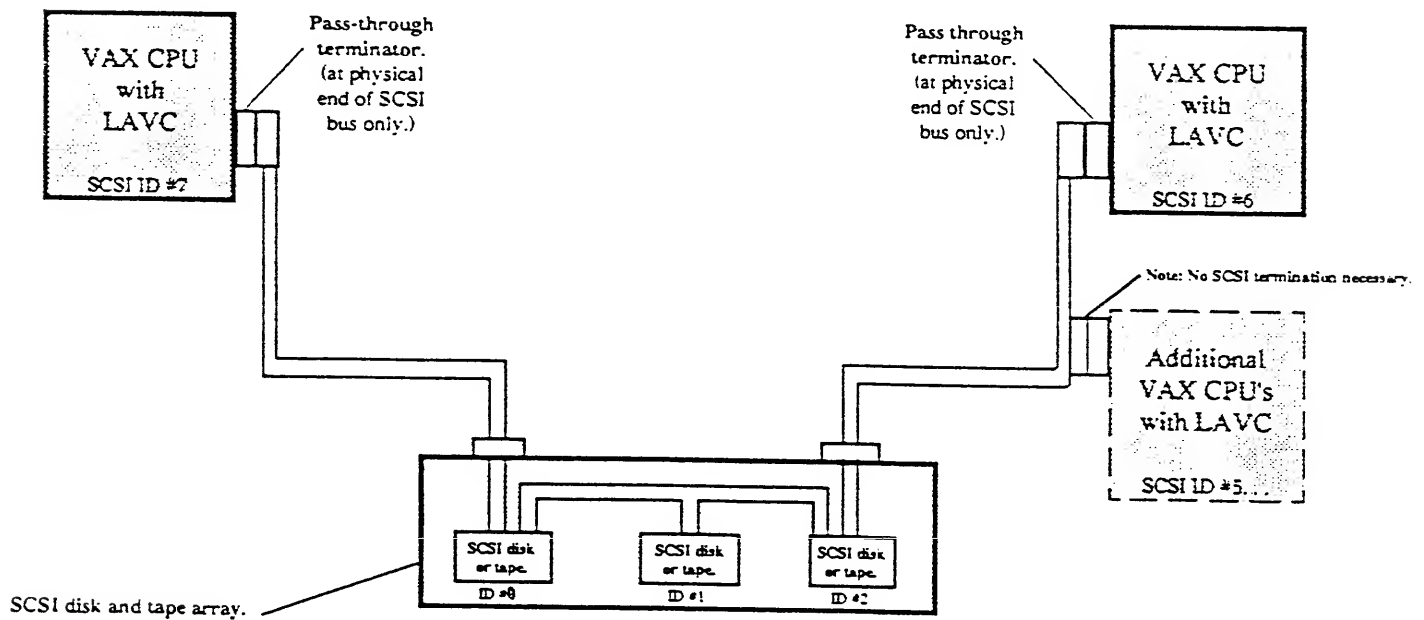 VAX CPU
with
LAVC
SCSI ID #7
Pass-through
terminator.
(at physical
end of SCSI
bus only.)
Pass through
terminator.
(at physical
end of SCSI
bus only.)
VAX CPU
with
LAVC
SCSI ID #6
Note: No SCSI termination necessary.
Additional
VAX CPU's
with LAVC
SCSI ID #5. . .
SCSI disk
or tape
ID #0
SCSI disk
or tape
ID #1
SCSI disk
or tape
ID #2
SCSI disk and tape array.